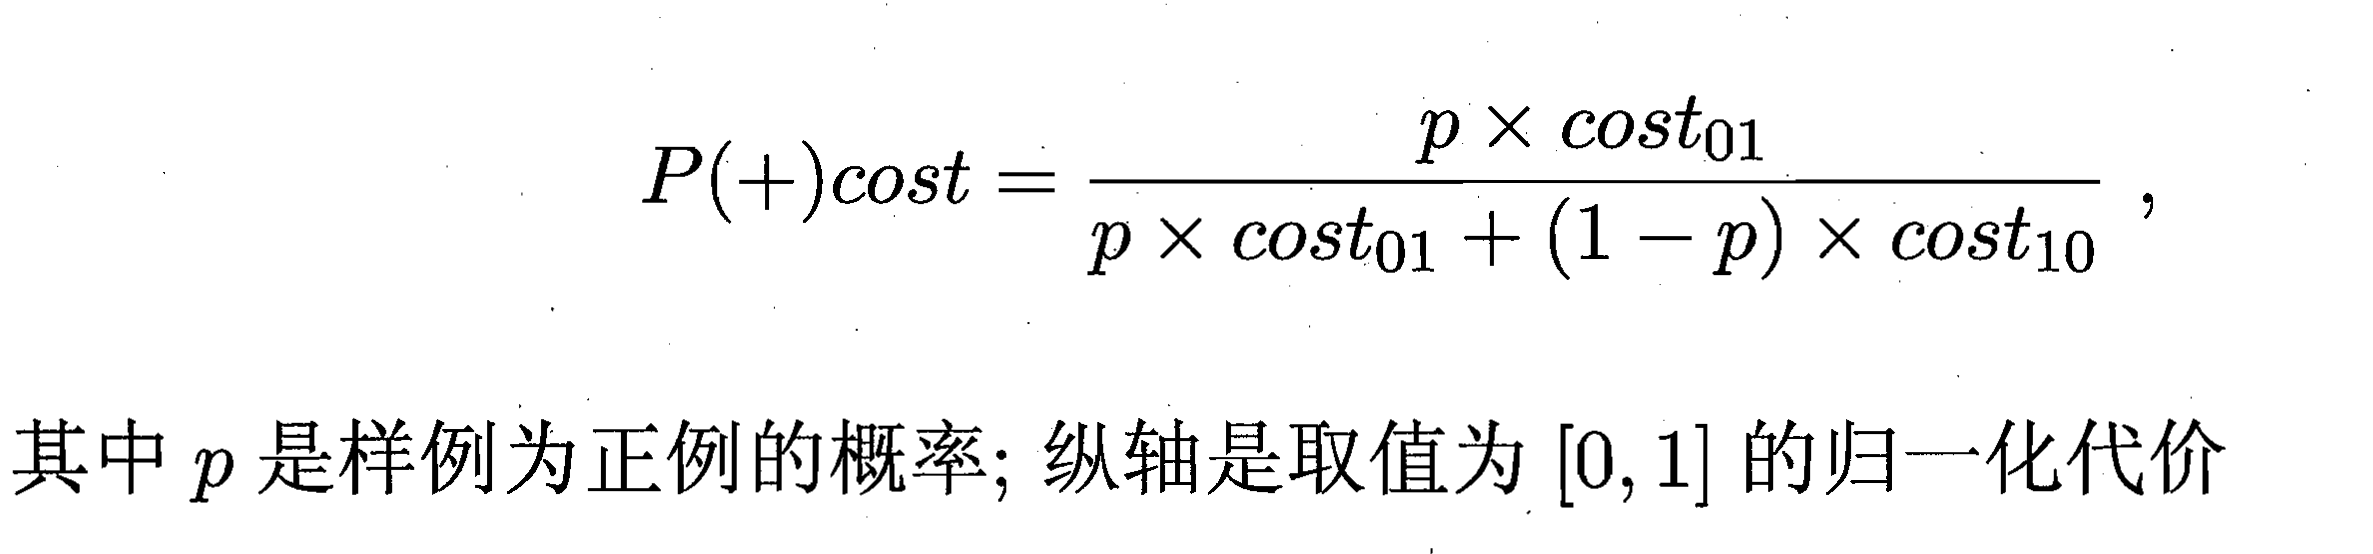 $$P(+)cost = \frac{p \times cost_{01}}{p \times cost_{01} + (1 - p) \times cost_{10}} ,$$
其中 $p$ 是样例为正例的概率; 纵轴是取值为 $[0, 1]$ 的归一化代价